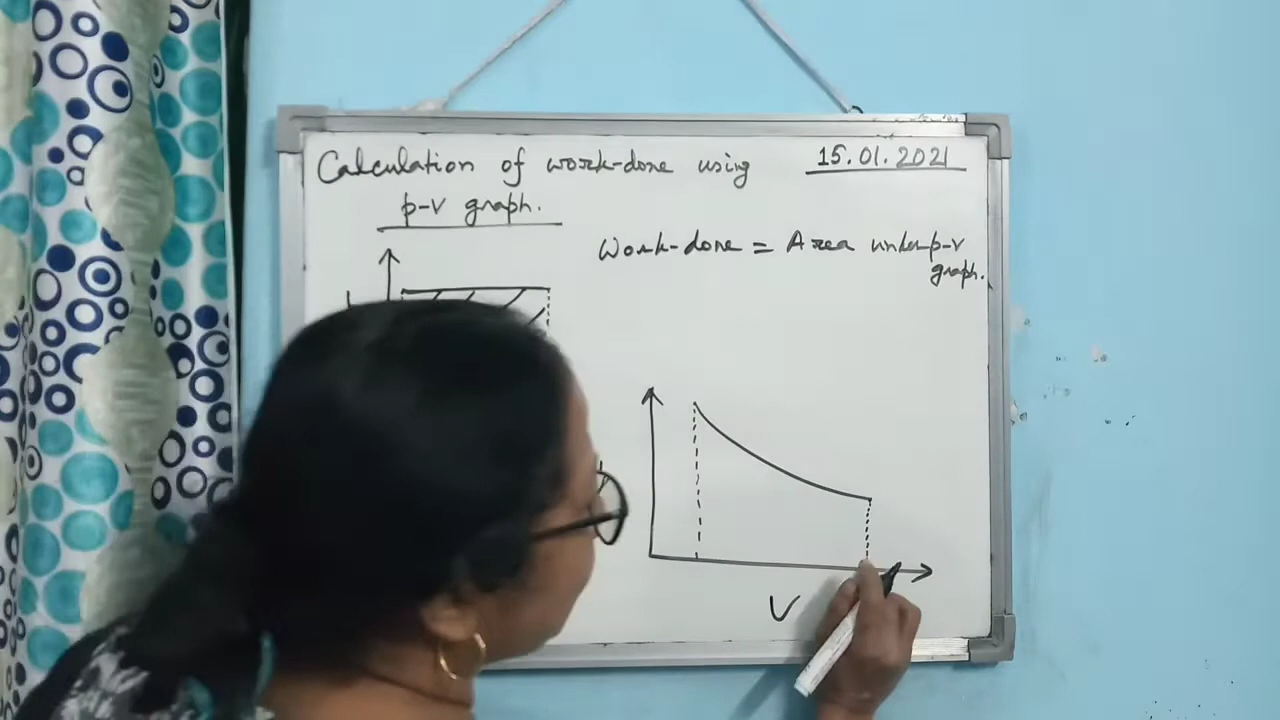 Calculation of work-done using
p-v graph.
15.01.2021
Work-done = Area under p-v
graph.
V